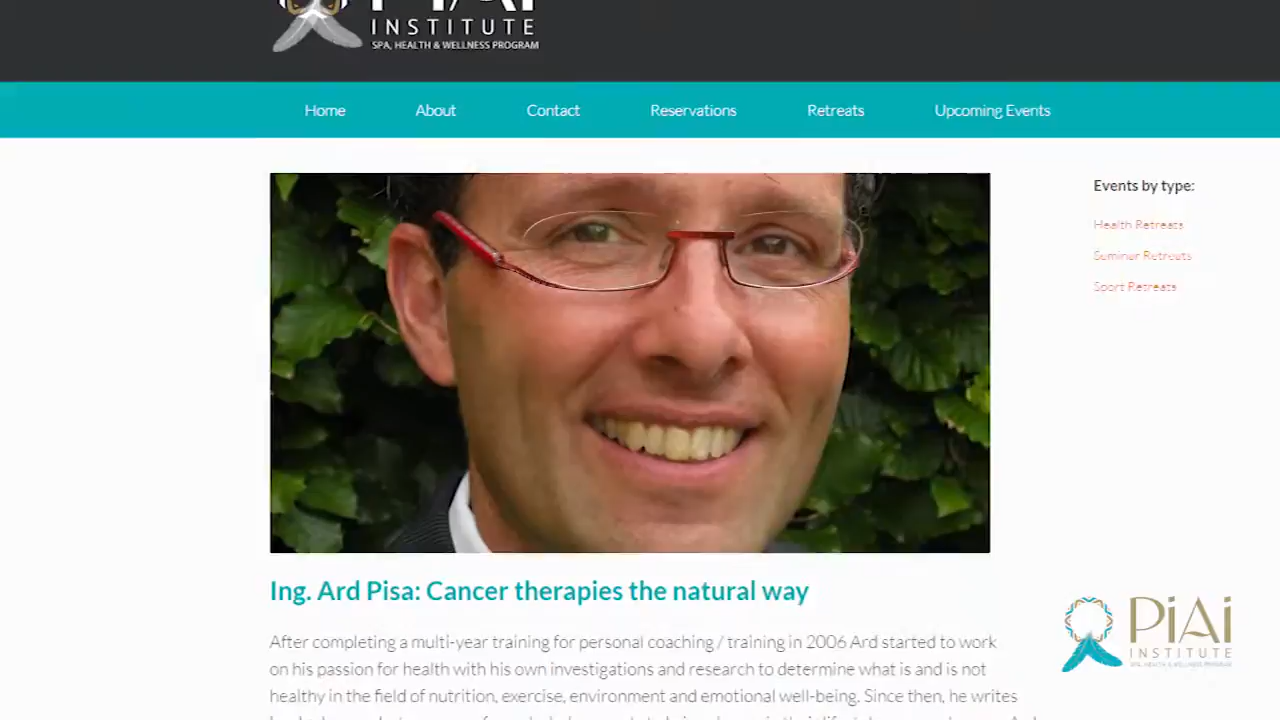 INSTITUTE
SPA, HEALTH & WELLNESS PROGRAM
Home About Contact Reservations Retreats Upcoming Events
Events by type:
Health Retreats
Seminar Retreats
Sport Retreats
Ing. Ard Pisa: Cancer therapies the natural way
After completing a multi-year training for personal coaching / training in 2006 Ard started to work
on his passion for health with his own investigations and research to determine what is and is not
healthy in the field of nutrition, exercise, environment and emotional well-being. Since then, he writes
PiAi
INSTITUTE
SPA, HEALTH & WELLNESS PROGRAM